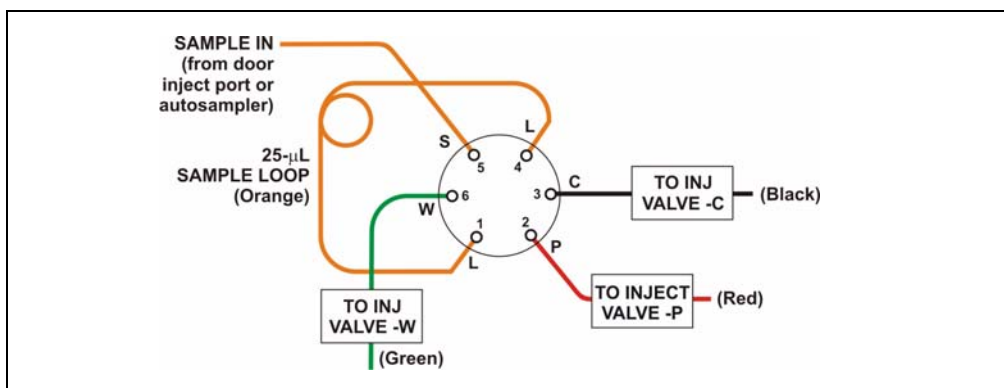 SAMPLE IN
(from door
inject port or
autosampler)
25-μL
SAMPLE LOOP
(Orange)
S
L
5
4
W
6
3
C
1
2
L
P
TO INJ
VALVE -C
(Black)
TO INJECT
VALVE -P
(Red)
TO INJ
VALVE -W
(Green)